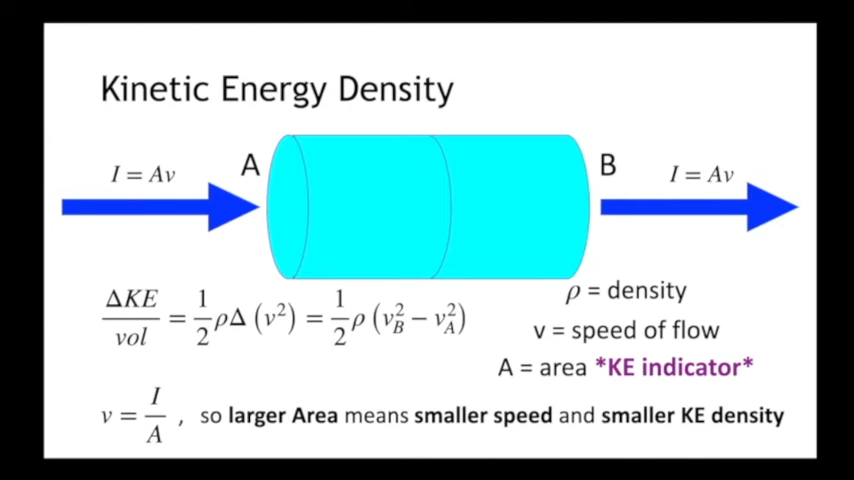 Kinetic Energy Density
I = Av
A
B
I = Av
ΔKE/vol = 1/2 ρΔ (v²) = 1/2 ρ (v_B² − v_A²)
ρ = density
v = speed of flow
A = area *KE indicator*
v = I/A , so larger Area means smaller speed and smaller KE density